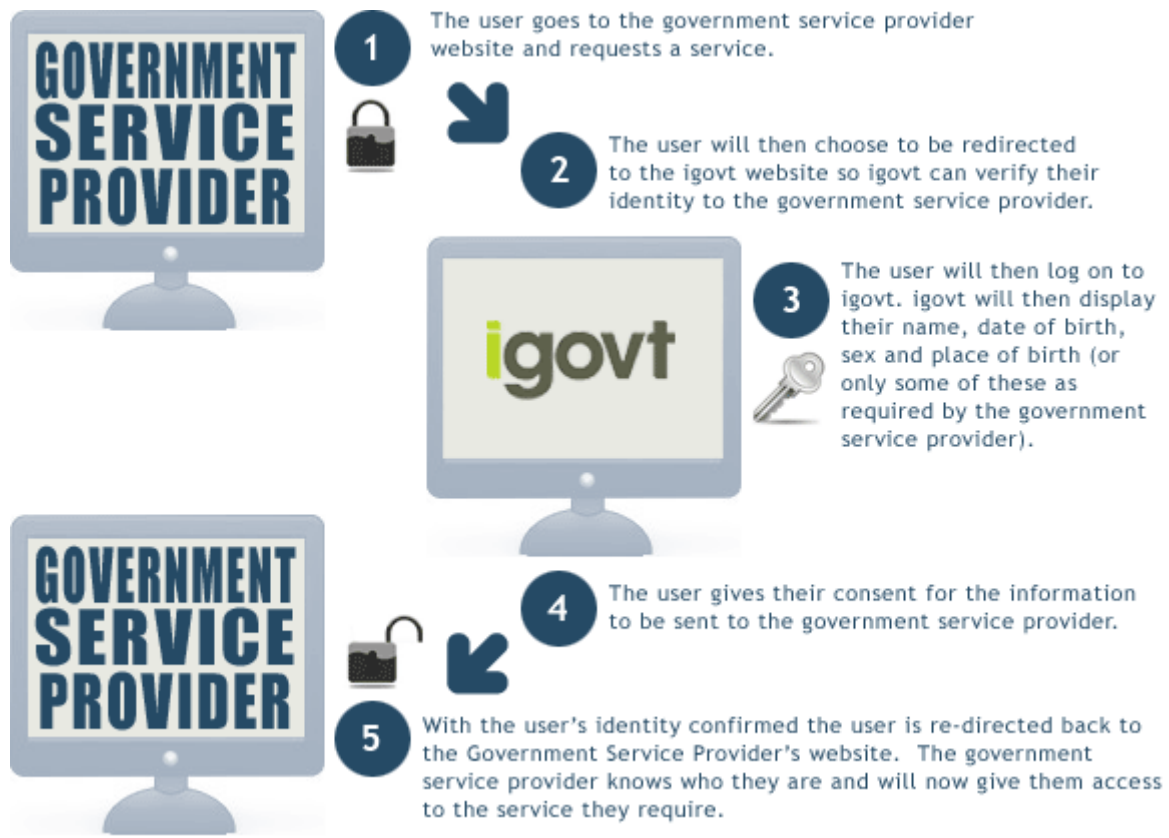 GOVERNMENT
SERVICE
PROVIDER
1
The user goes to the government service provider
website and requests a service.
2
The user will then choose to be redirected
to the igovt website so igovt can verify their
identity to the government service provider.
igovt
3
The user will then log on to
igovt. igovt will then display
their name, date of birth,
sex and place of birth (or
only some of these as
required by the government
service provider).
GOVERNMENT
SERVICE
PROVIDER
4
The user gives their consent for the information
to be sent to the government service provider.
5
With the user's identity confirmed the user is re-directed back to
the Government Service Provider's website.  The government
service provider knows who they are and will now give them access
to the service they require.